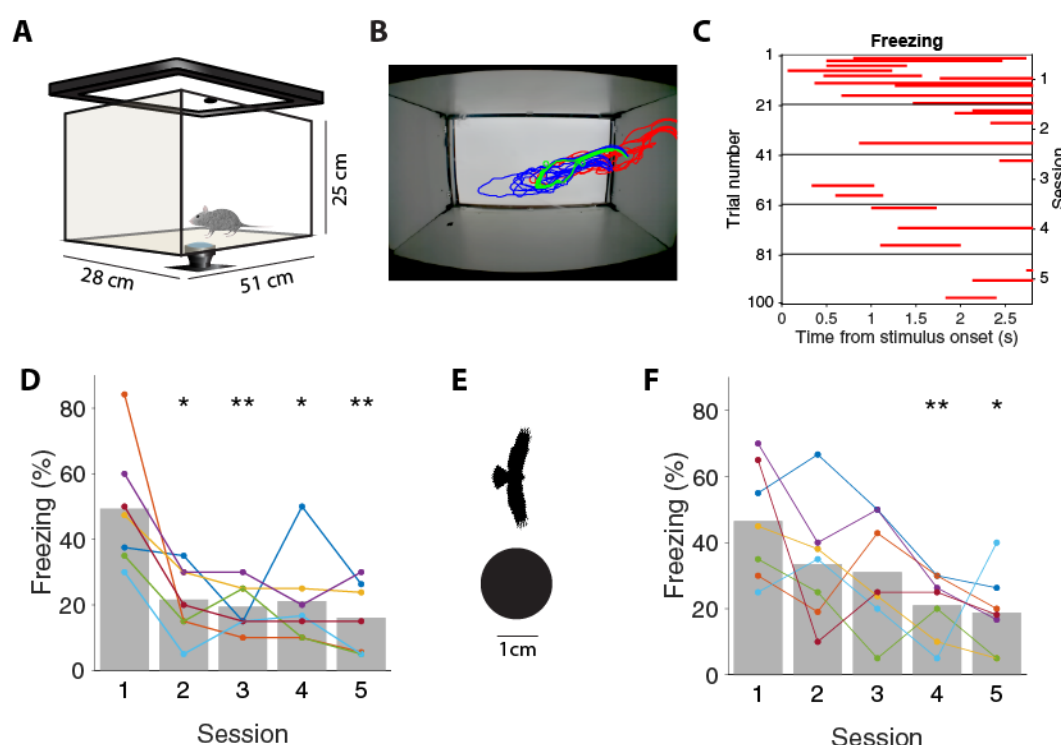 A
25 cm
28 cm
51 cm
B
C
Freezing
Trial number
1
21
41
61
81
100
1
2
3
4
5
Session
0
0.5
1
1.5
2
2.5
Time from stimulus onset (s)
D
* ** * **
Freezing (%)
80
60
40
20
0
1 2 3 4 5
Session
E
1cm
F
** *
Freezing (%)
80
60
40
20
0
1 2 3 4 5
Session